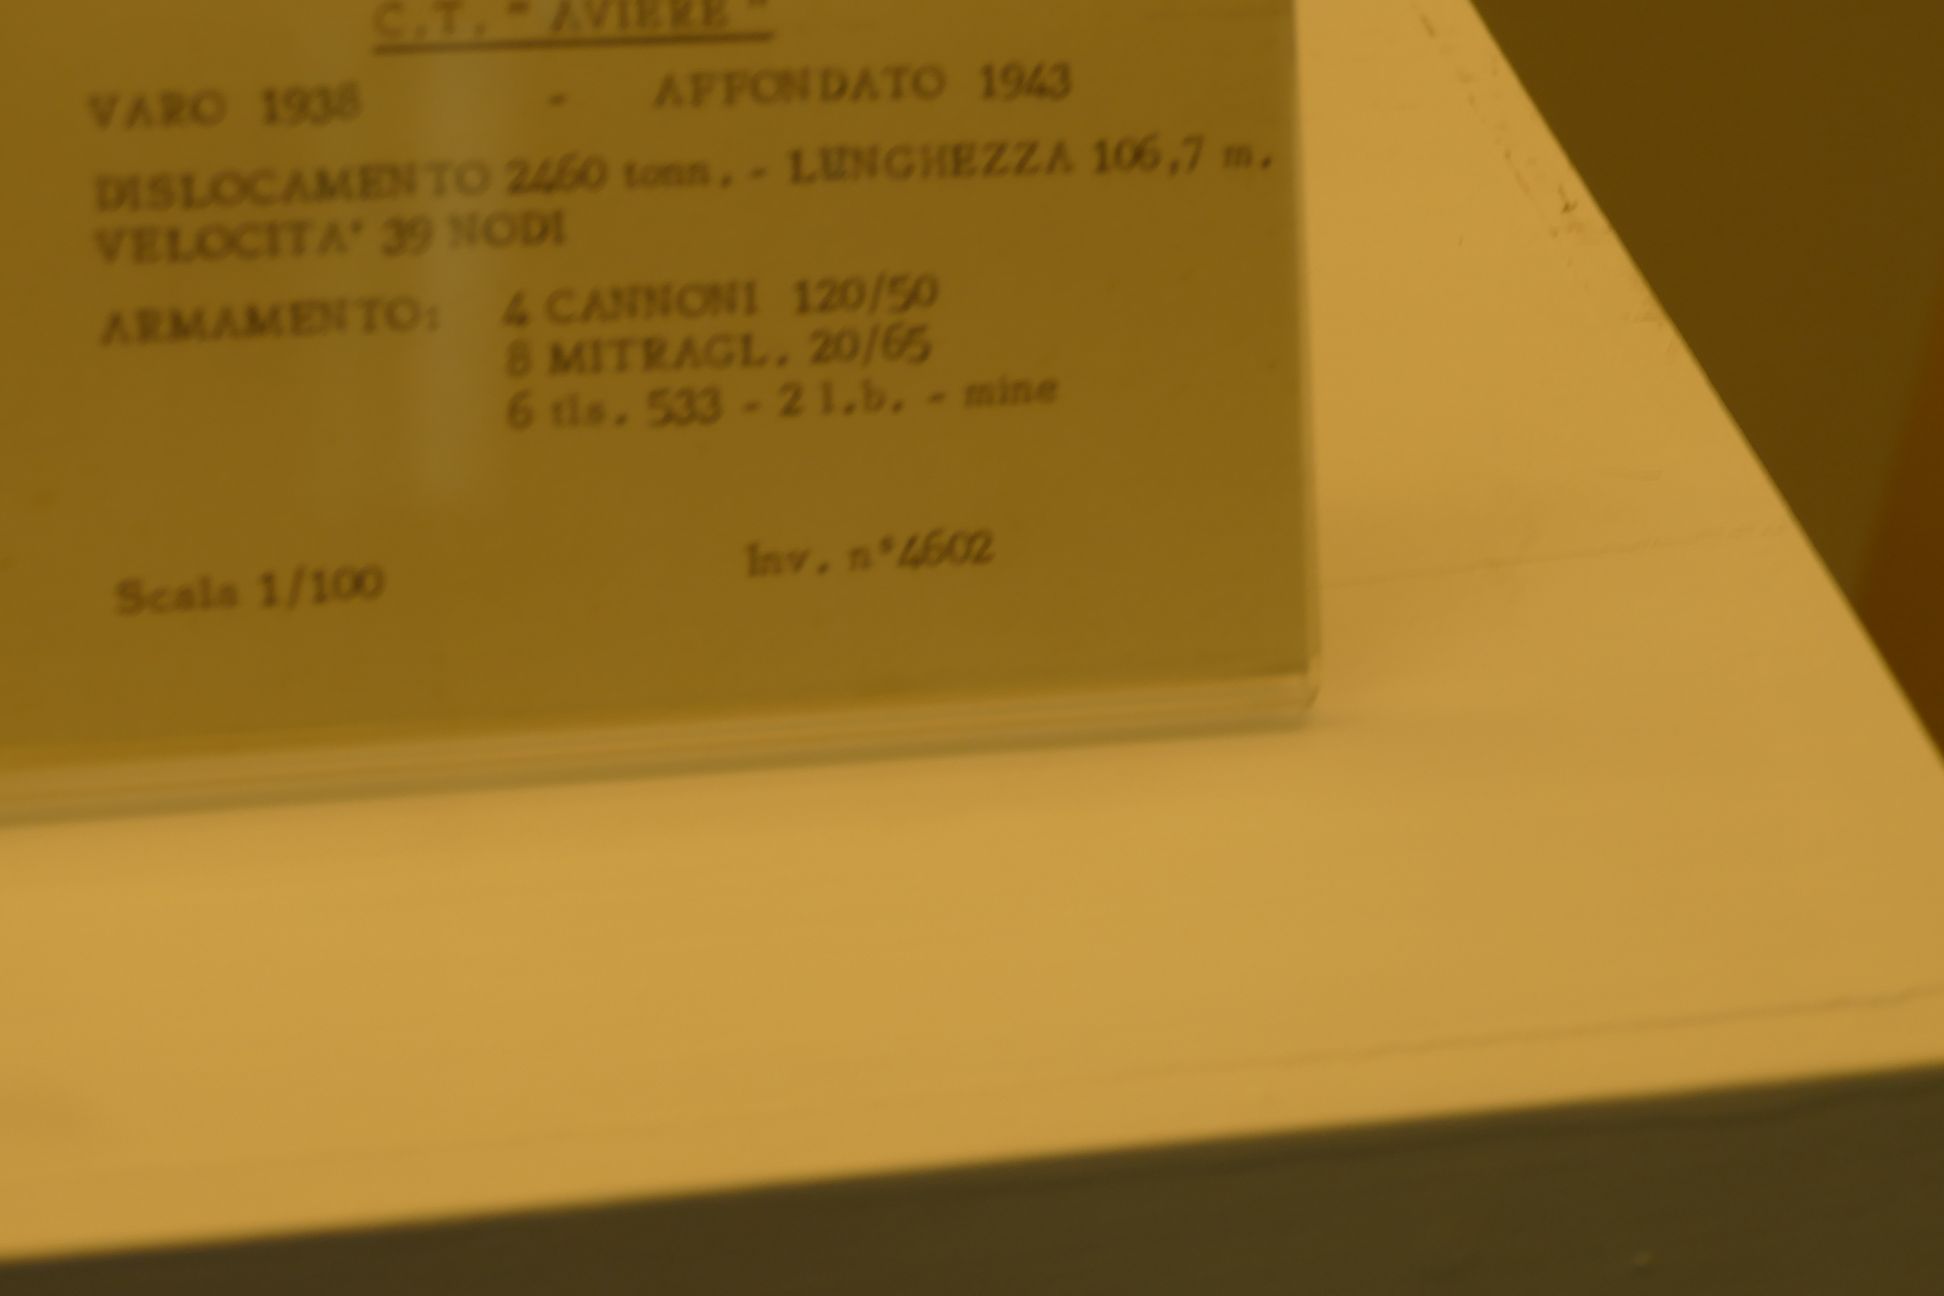 C.T. " AVIERE "
VARO 1938 - AFFONDATO 1943
DISLOCAMENTO 2460 tonn. - LUNGHEZZA 106,7 m.
VELOCITA' 39 NODI
ARMAMENTO: 4 CANNONI 120/50
8 MITRAGL. 20/65
6 tls. 533 - 2 l.b. - mine
Scala 1/100 Inv. n°4602